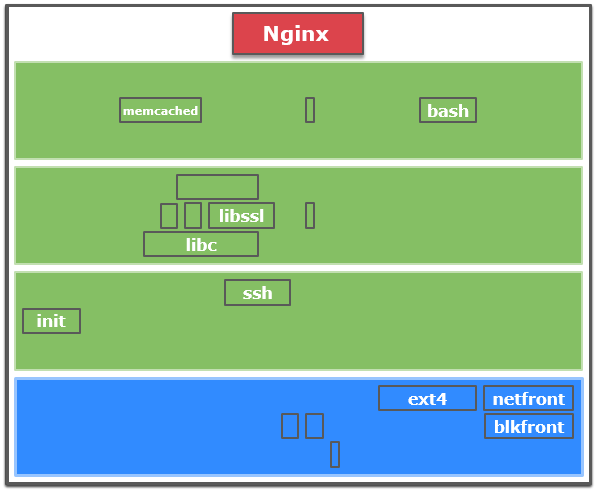 Nginx
memcached
bash
libssl
libc
ssh
init
ext4
netfront
blkfront